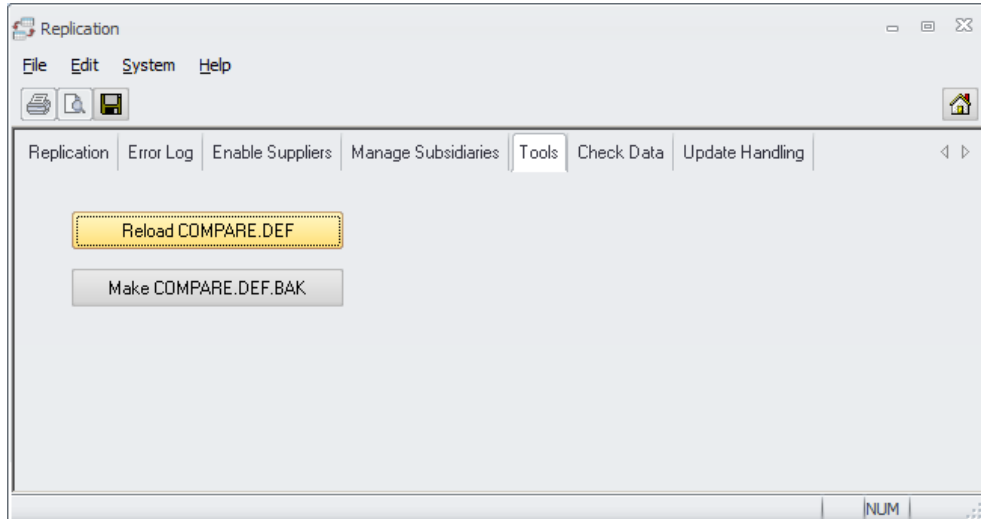 Replication
File Edit System Help
Replication Error Log Enable Suppliers Manage Subsidiaries Tools Check Data Update Handling
Reload COMPARE.DEF
Make COMPARE.DEF.BAK
NUM